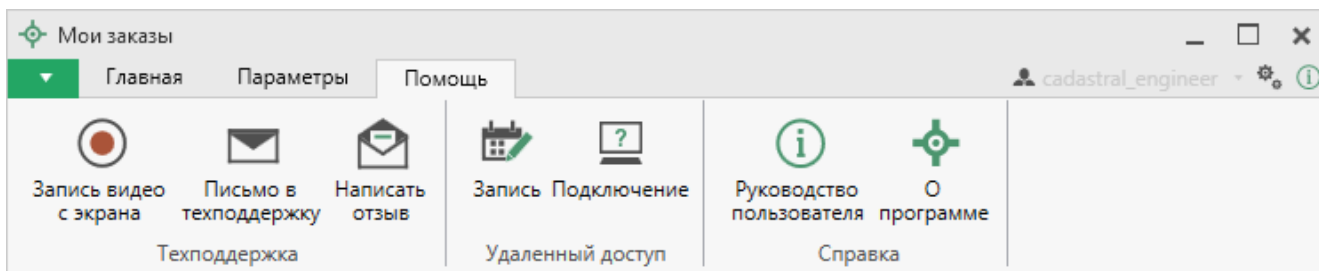 Мои заказы
Главная Параметры Помощь cadastral_engineer
Запись видео Письмо в Написать Запись Подключение Руководство О
с экрана техподдержку отзыв пользователя программе
Техподдержка Удаленный доступ Справка